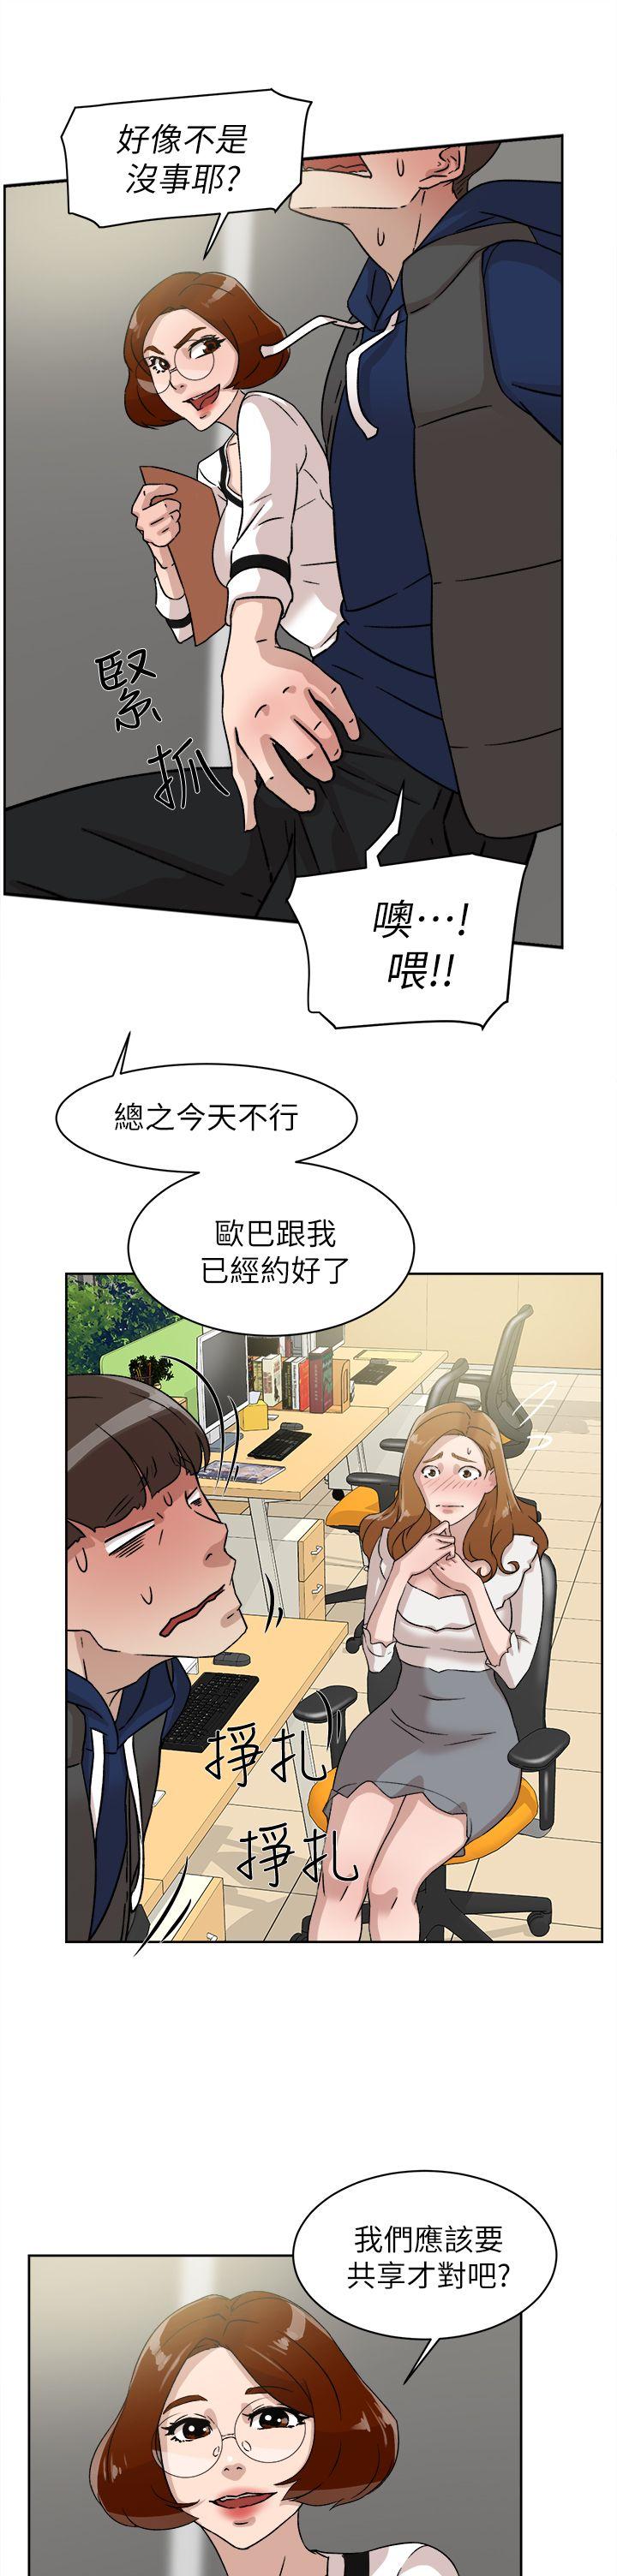 好像不是
沒事耶?
緊
抓
噢…!
喂!!
總之今天不行
歐巴跟我
已經約好了
掙扎
掙扎
我們應該要
共享才對吧?